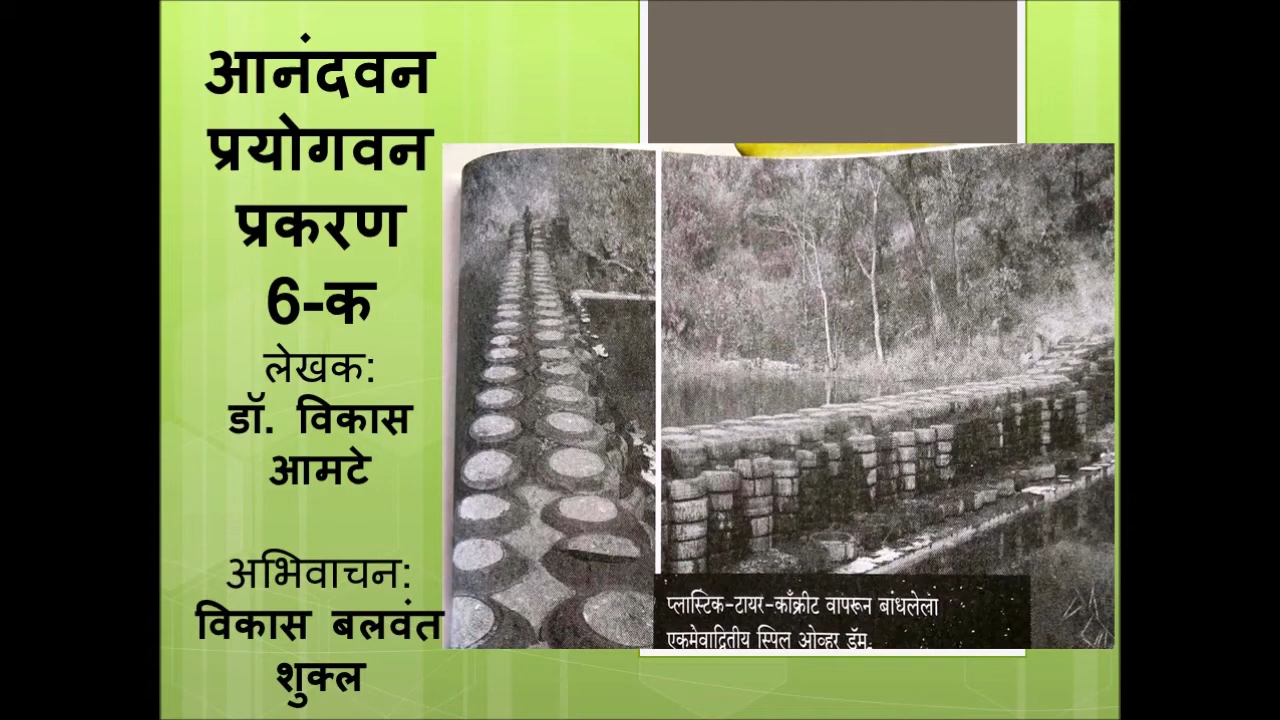 आनंदवन
प्रयोगवन
प्रकरण
6-क
लेखक:
डॉ. विकास
आमटे
अभिवाचन:
विकास बलवंत
शुक्ल
प्लास्टिक-टायर-काँक्रीट वापरून बांधलेला
एकमेवाद्वितीय स्पिल ओव्हर डॅम.